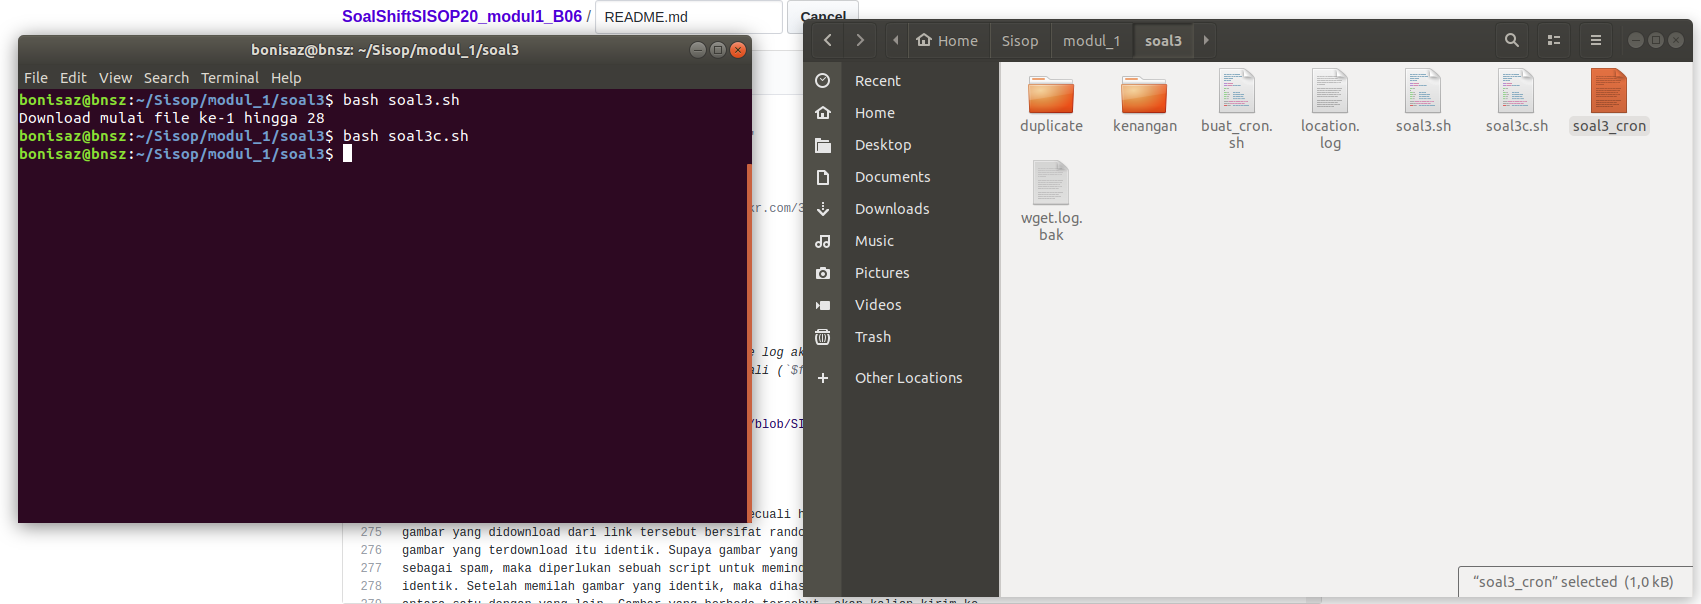 SoalShiftSISOP20_modul1_B06 / README.md Cancel
bonisaz@bnsz: ~/Sisop/modul_1/soal3
File Edit View Search Terminal Help
bonisaz@bnsz:~/Sisop/modul_1/soal3$ bash soal3.sh
Download mulai file ke-1 hingga 28
bonisaz@bnsz:~/Sisop/modul_1/soal3$ bash soal3c.sh
bonisaz@bnsz:~/Sisop/modul_1/soal3$
kr.com/3
e log ak
ali (`$f
/blob/SI
ecuali h
275 gambar yang didownload dari link tersebut bersifat rando
276 gambar yang terdownload itu identik. Supaya gambar yang
277 sebagai spam, maka diperlukan sebuah script untuk memind
278 identik. Setelah memilah gambar yang identik, maka dihas
Home Sisop modul_1 soal3
Recent
Home
Desktop
Documents
Downloads
Music
Pictures
Videos
Trash
Other Locations
duplicate
kenangan
buat_cron.
sh
location.
log
soal3.sh
soal3c.sh
soal3_cron
wget.log.
bak
“soal3_cron” selected (1,0 kB)